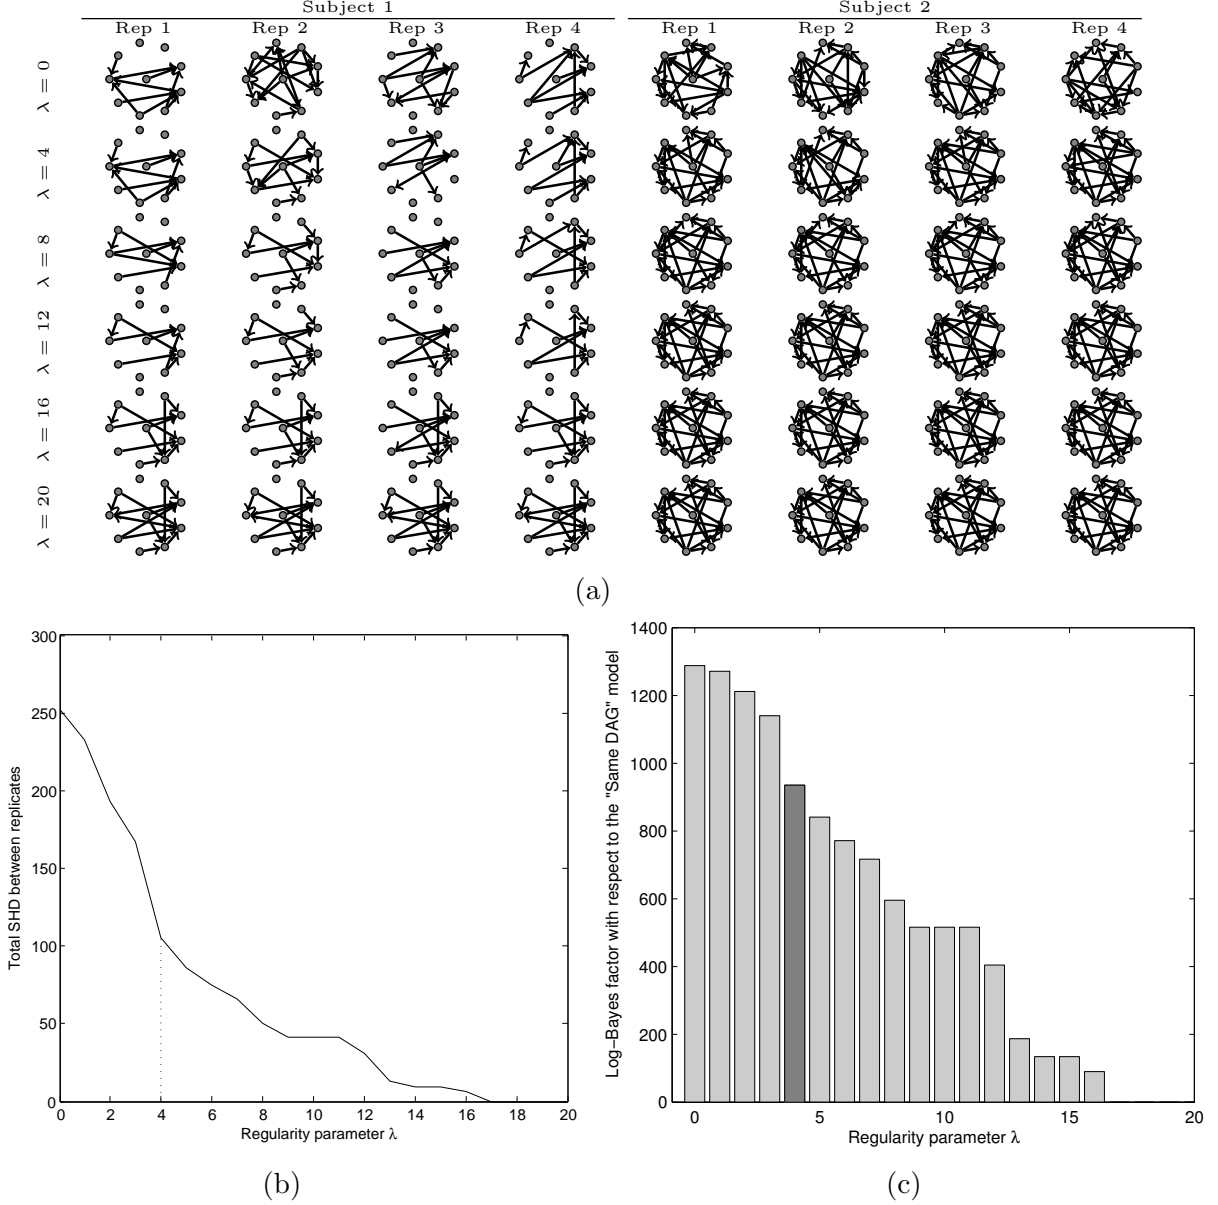 Subject 1 Subject 2
Rep 1 Rep 2 Rep 3 Rep 4 Rep 1 Rep 2 Rep 3 Rep 4
λ = 0
λ = 4
λ = 8
λ = 12
λ = 16
λ = 20
(a)
Total SHD between replicates
300
250
200
150
100
50
0
0 2 4 6 8 10 12 14 16 18 20
Regularity parameter λ
(b)
Log−Bayes factor with respect to the "Same DAG" model
1400
1200
1000
800
600
400
200
0
0 5 10 15 20
Regularity parameter λ
(c)